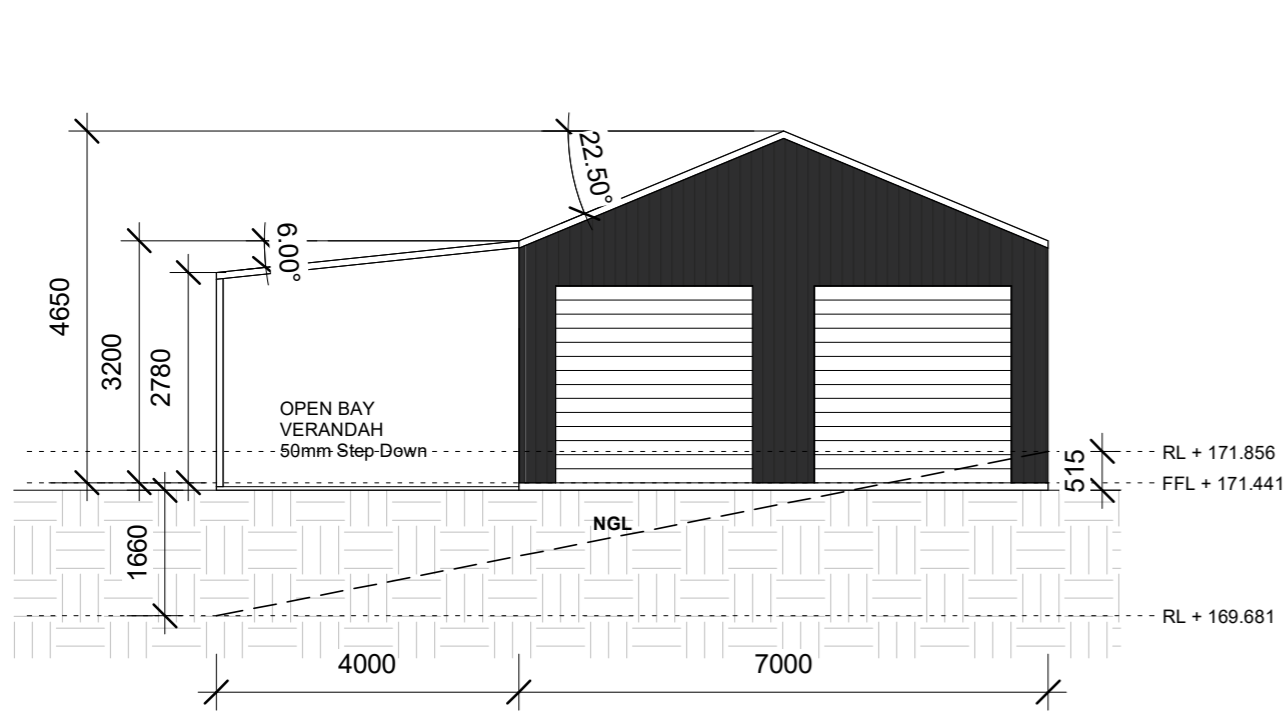 22.50°
6.00°
4650
3200
2780
OPEN BAY
VERANDAH
50mm Step Down
515
RL + 171.856
FFL + 171.441
NGL
1660
RL + 169.681
4000
7000